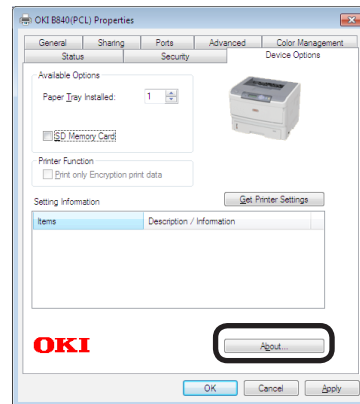 OKI B840(PCL) Properties
General Sharing Ports Advanced Color Management
Status Security Device Options
Available Options
Paper Tray Installed: 1
SD Memory Card
Printer Function
Print only Encryption print data
Setting Information Get Printer Settings
Items Description / Information
OKI About...
OK Cancel Apply